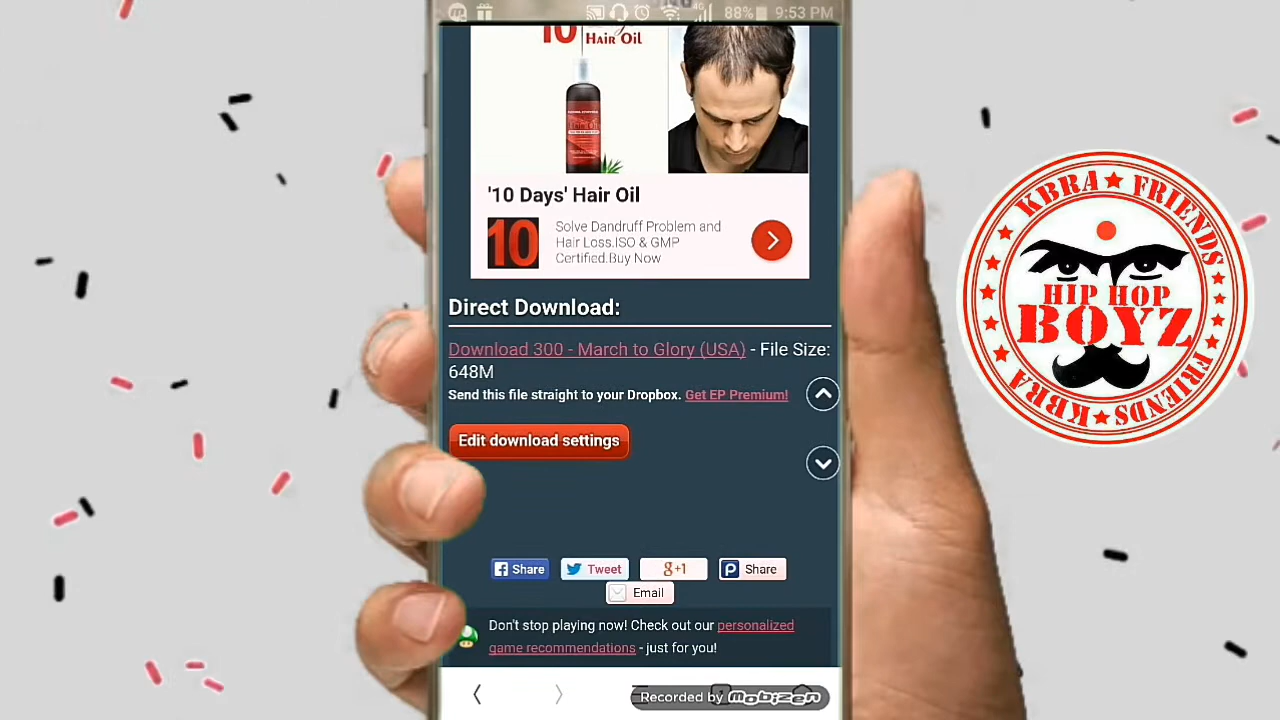 88% 9:53 PM
10
HAIR OIL
'10 Days' Hair Oil
10
Solve Dandruff Problem and
Hair Loss.ISO & GMP
Certified.Buy Now
Direct Download:
Download 300 - March to Glory (USA) - File Size:
648M
Send this file straight to your Dropbox. Get EP Premium!
Edit download settings
Share
Tweet
g+1
Share
Email
Don't stop playing now! Check out our personalized
game recommendations - just for you!
Recorded by Mobizen
KBRA ★ FRIENDS
HIP HOP
BOYZ
KBRA ★ FRIENDS